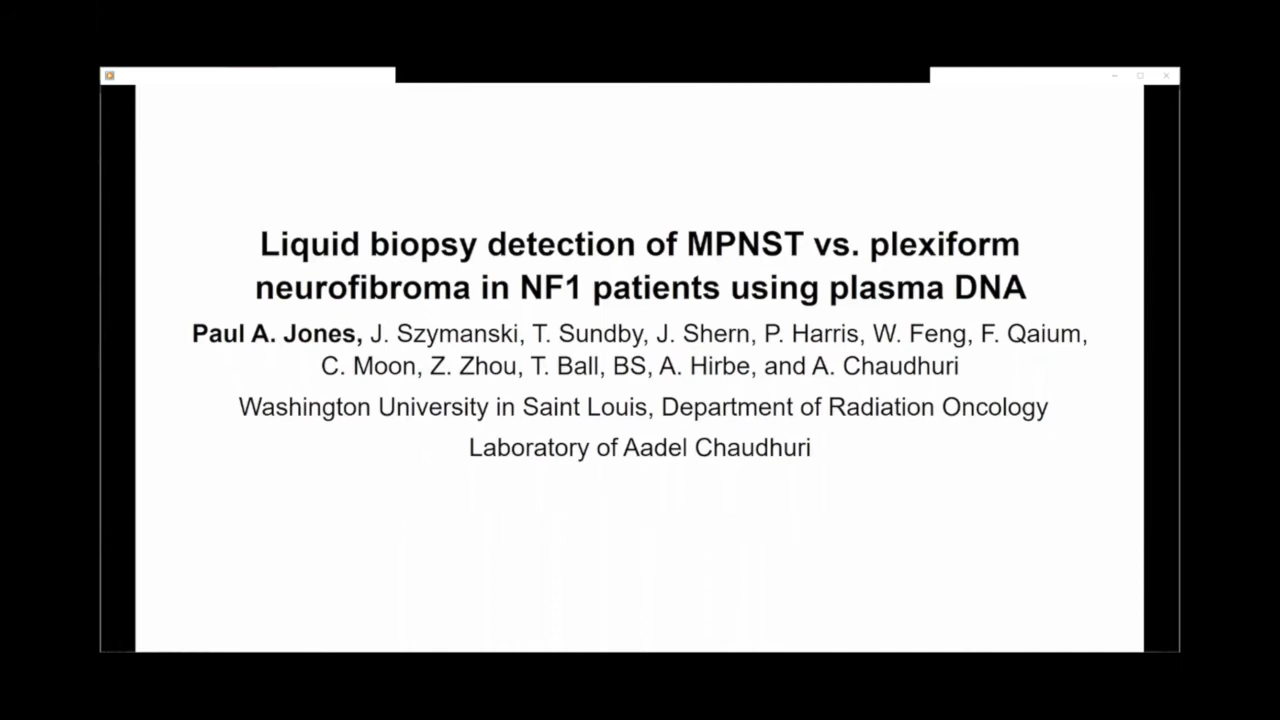 Liquid biopsy detection of MPNST vs. plexiform
neurofibroma in NF1 patients using plasma DNA
Paul A. Jones, J. Szymanski, T. Sundby, J. Shern, P. Harris, W. Feng, F. Qaium,
C. Moon, Z. Zhou, T. Ball, BS, A. Hirbe, and A. Chaudhuri
Washington University in Saint Louis, Department of Radiation Oncology
Laboratory of Aadel Chaudhuri